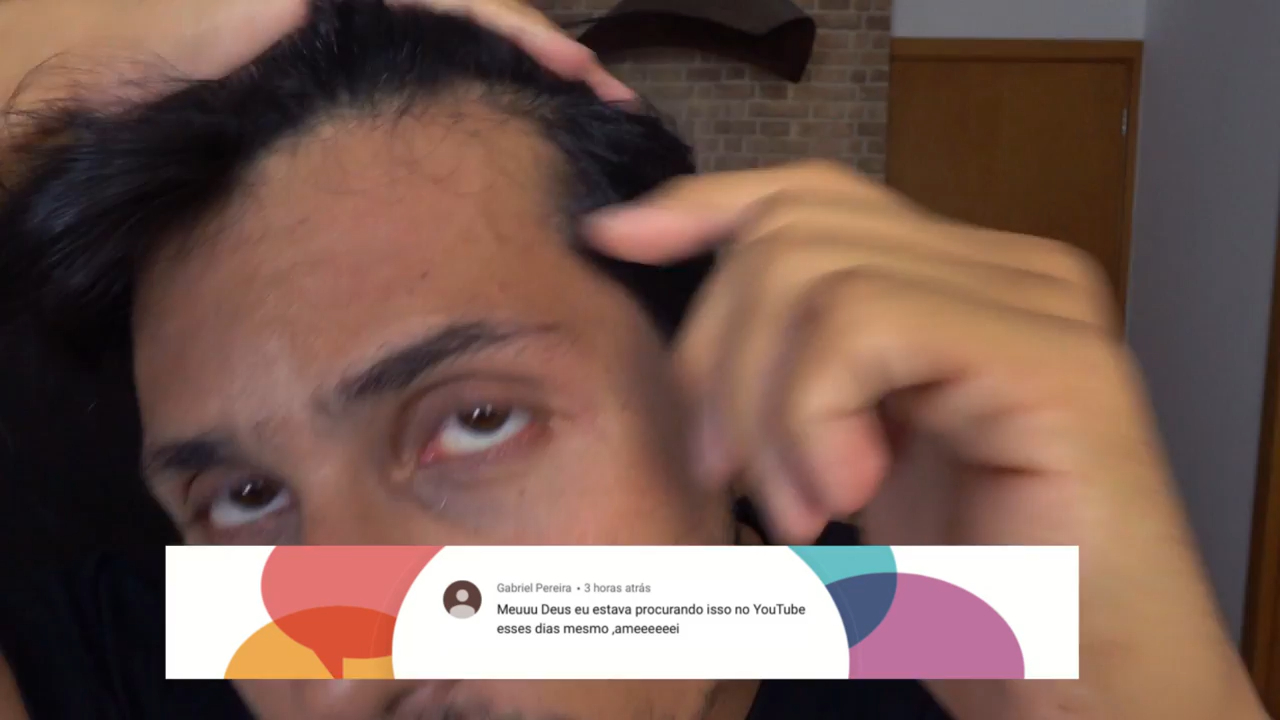 Gabriel Pereira • 3 horas atrás
Meuuu Deus eu estava procurando isso no YouTube
esses dias mesmo ,ameeeeeei